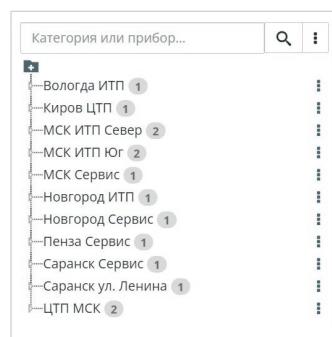 Категория или прибор...
Вологда ИТП 1
Киров ЦТП 1
МСК ИТП Север 2
МСК ИТП Юг 2
МСК Сервис 1
Новгород ИТП 1
Новгород Сервис 1
Пенза Сервис 1
Саранск Сервис 1
Саранск ул. Ленина 1
ЦТП МСК 2